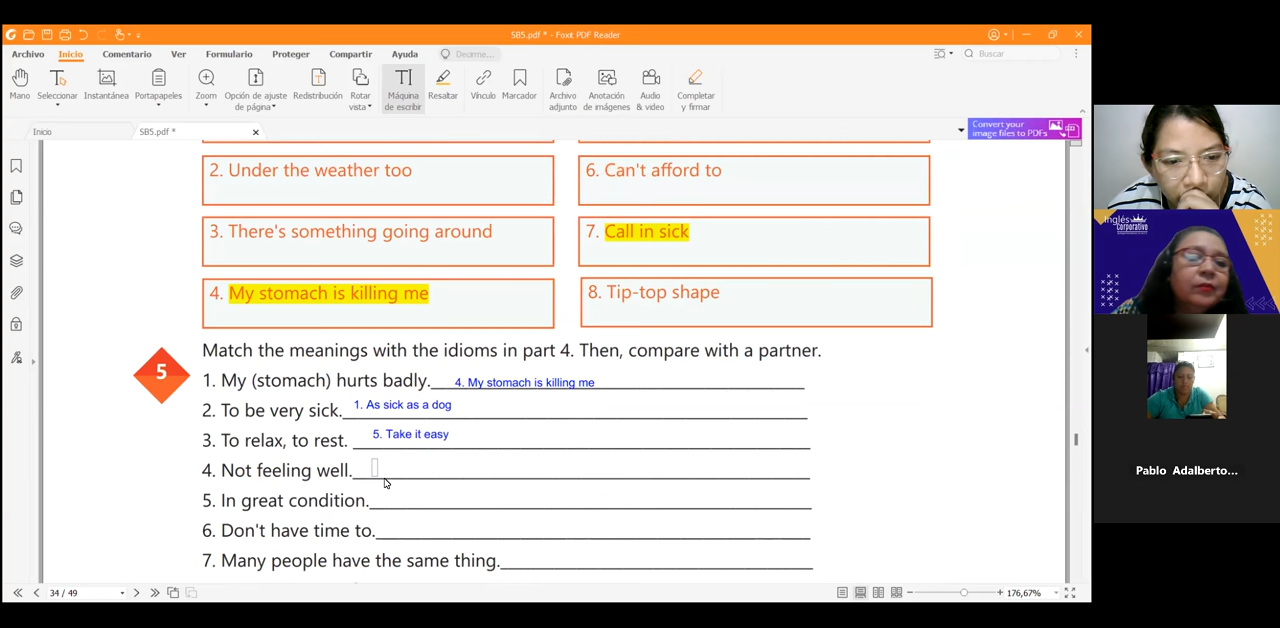 SB5.pdf * - Foxit PDF Reader
Archivo Inicio Comentario Ver Formulario Proteger Compartir Ayuda Decirme... Buscar
Mano Seleccionar Instantánea Portapapeles Zoom Opción de ajuste de página Redistribución Rotar vista Máquina de escribir Resaltar Vínculo Marcador Archivo adjunto Anotación de imágenes Audio & video Completar y firmar
Inicio SB5.pdf * Convert your image files to PDFs
2. Under the weather too
6. Can't afford to
3. There's something going around
7. Call in sick
4. My stomach is killing me
8. Tip-top shape
5 Match the meanings with the idioms in part 4. Then, compare with a partner.
1. My (stomach) hurts badly. 4. My stomach is killing me
2. To be very sick. 1. As sick as a dog
3. To relax, to rest. 5. Take it easy
4. Not feeling well.
5. In great condition.
6. Don't have time to.
7. Many people have the same thing.
34 / 49 176,67%
Inglés
Corporativo
Pablo Adalberto...